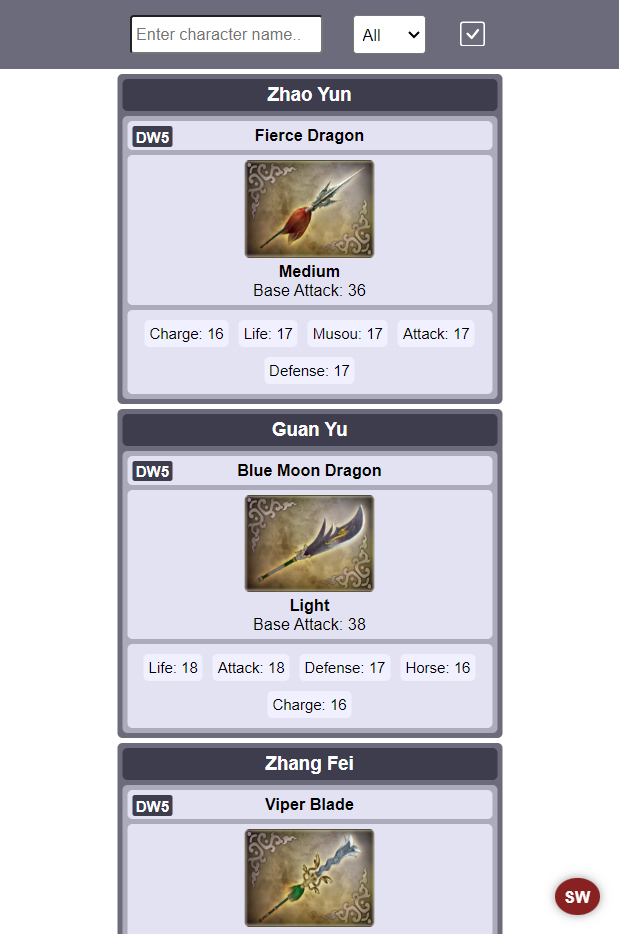 Enter character name.. All
Zhao Yun
DW5 Fierce Dragon
Medium
Base Attack: 36
Charge: 16 Life: 17 Musou: 17 Attack: 17
Defense: 17
Guan Yu
DW5 Blue Moon Dragon
Light
Base Attack: 38
Life: 18 Attack: 18 Defense: 17 Horse: 16
Charge: 16
Zhang Fei
DW5 Viper Blade
SW